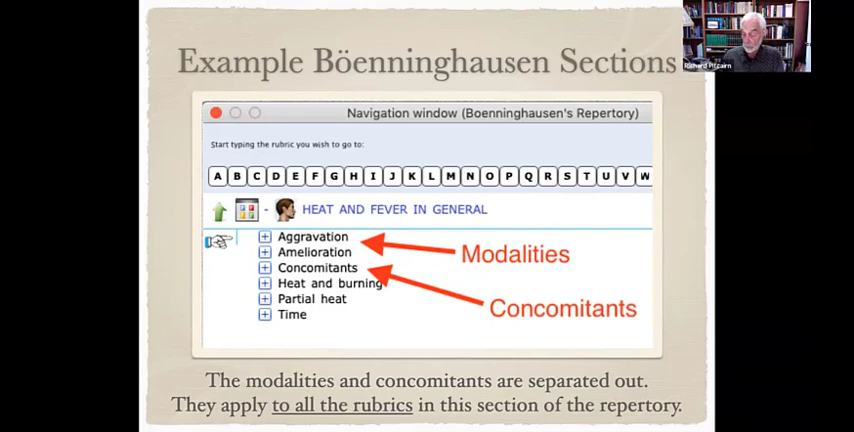 Example Böenninghausen Sections
Richard Pitcairn
Navigation window (Boenninghausen's Repertory)
Start typing the rubric you wish to go to:
A B C D E F G H I J K L M N O P Q R S T U V W
- HEAT AND FEVER IN GENERAL
Aggravation
Amelioration
Modalities
Concomitants
Heat and burning
Concomitants
Partial heat
Time
The modalities and concomitants are separated out.
They apply to all the rubrics in this section of the repertory.